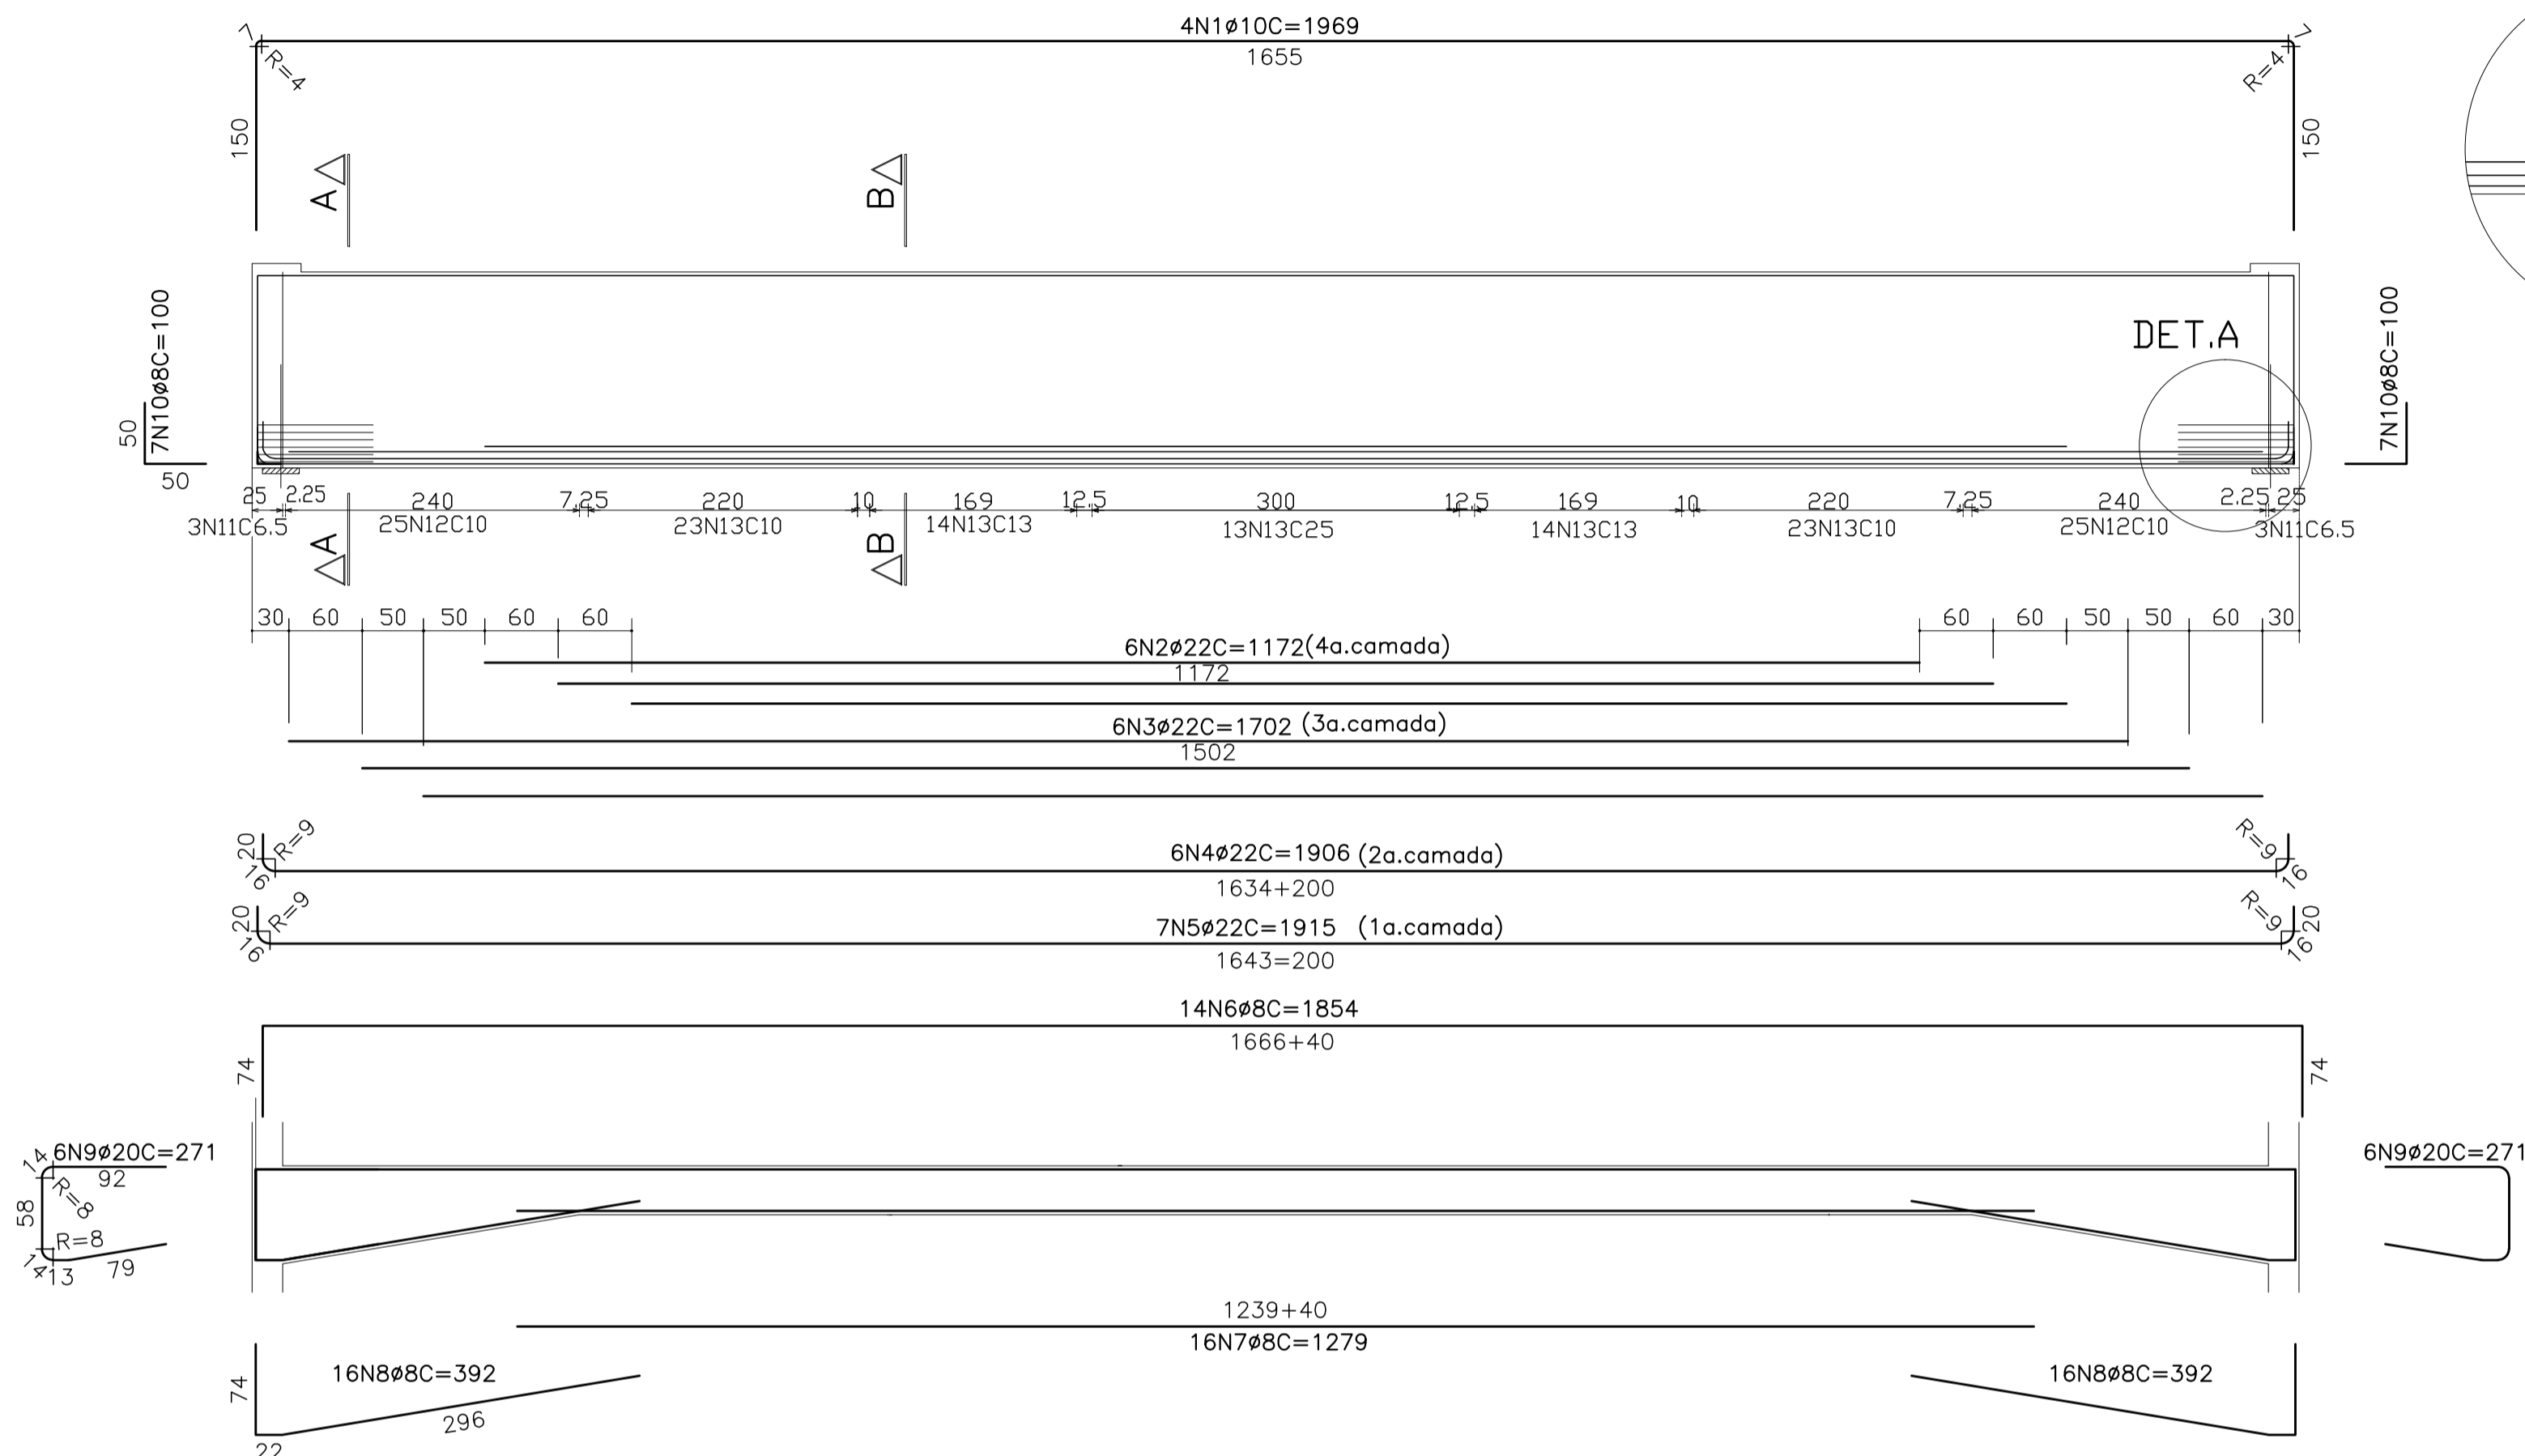 4N1ø10C=1969
1655
7
R=4
150
7
R=4
150
A
B
7N10ø8C=100
50
50
DET.A
7N10ø8C=100
25 2.25 240 7.25 220 10 169 12.5 300 12.5 169 10 220 7.25 240 2.25 25
3N11C6.5 25N12C10 23N13C10 14N13C13 13N13C25 14N13C13 23N13C10 25N12C10 3N11C6.5
A
B
30 60 50 50 60 60
60 60 50 50 60 30
6N2ø22C=1172(4a.camada)
1172
6N3ø22C=1702 (3a.camada)
1502
20
R=9
16
6N4ø22C=1906 (2a.camada)
1634+200
R=9
16
20
R=9
16
7N5ø22C=1915 (1a.camada)
1643=200
R=9
20
16
14N6ø8C=1854
1666+40
74
74
14
6N9ø20C=271
92
R=8
58
R=8
14
13
79
6N9ø20C=271
1239+40
16N7ø8C=1279
74
16N8ø8C=392
296
22
16N8ø8C=392